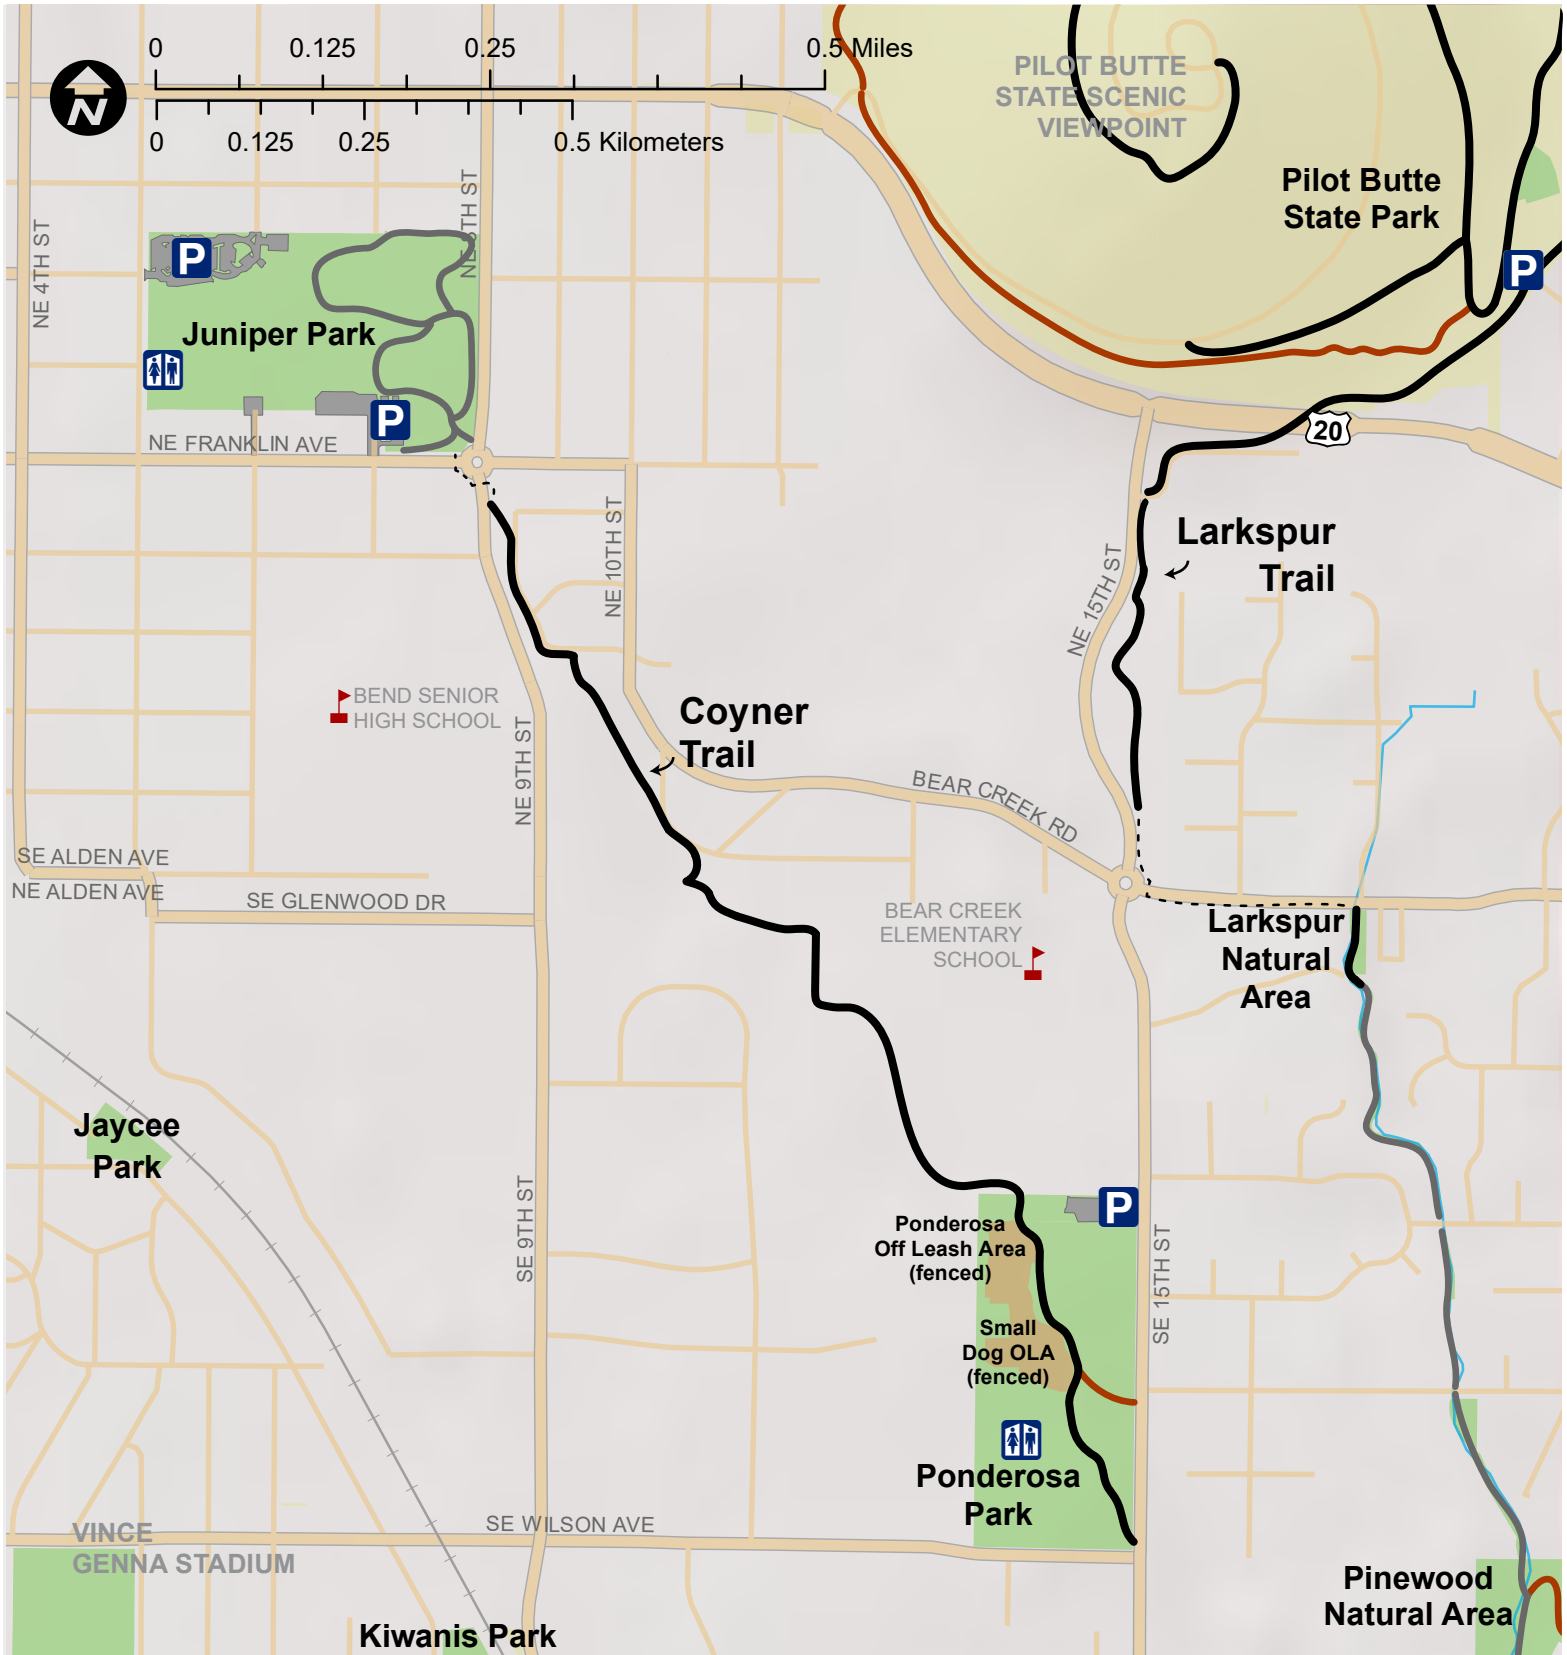 0 0.125 0.25 0.5 Miles
N
0 0.125 0.25 0.5 Kilometers
PILOT BUTTE
STATE SCENIC
VIEWPOINT
Pilot Butte
State Park
P
NE 4TH ST
NE 8TH ST
P
Juniper Park
P
NE FRANKLIN AVE
20
NE 10TH ST
Larkspur
Trail
NE 15TH ST
BEND SENIOR
HIGH SCHOOL
Coyner
Trail
NE 9TH ST
BEAR CREEK RD
SE ALDEN AVE
NE ALDEN AVE
SE GLENWOOD DR
BEAR CREEK
ELEMENTARY
SCHOOL
Larkspur
Natural
Area
Jaycee
Park
SE 9TH ST
P
Ponderosa
Off Leash Area
(fenced)
SE 15TH ST
Small
Dog OLA
(fenced)
Ponderosa
Park
SE WILSON AVE
VINCE
GENNA STADIUM
Pinewood
Natural Area
Kiwanis Park